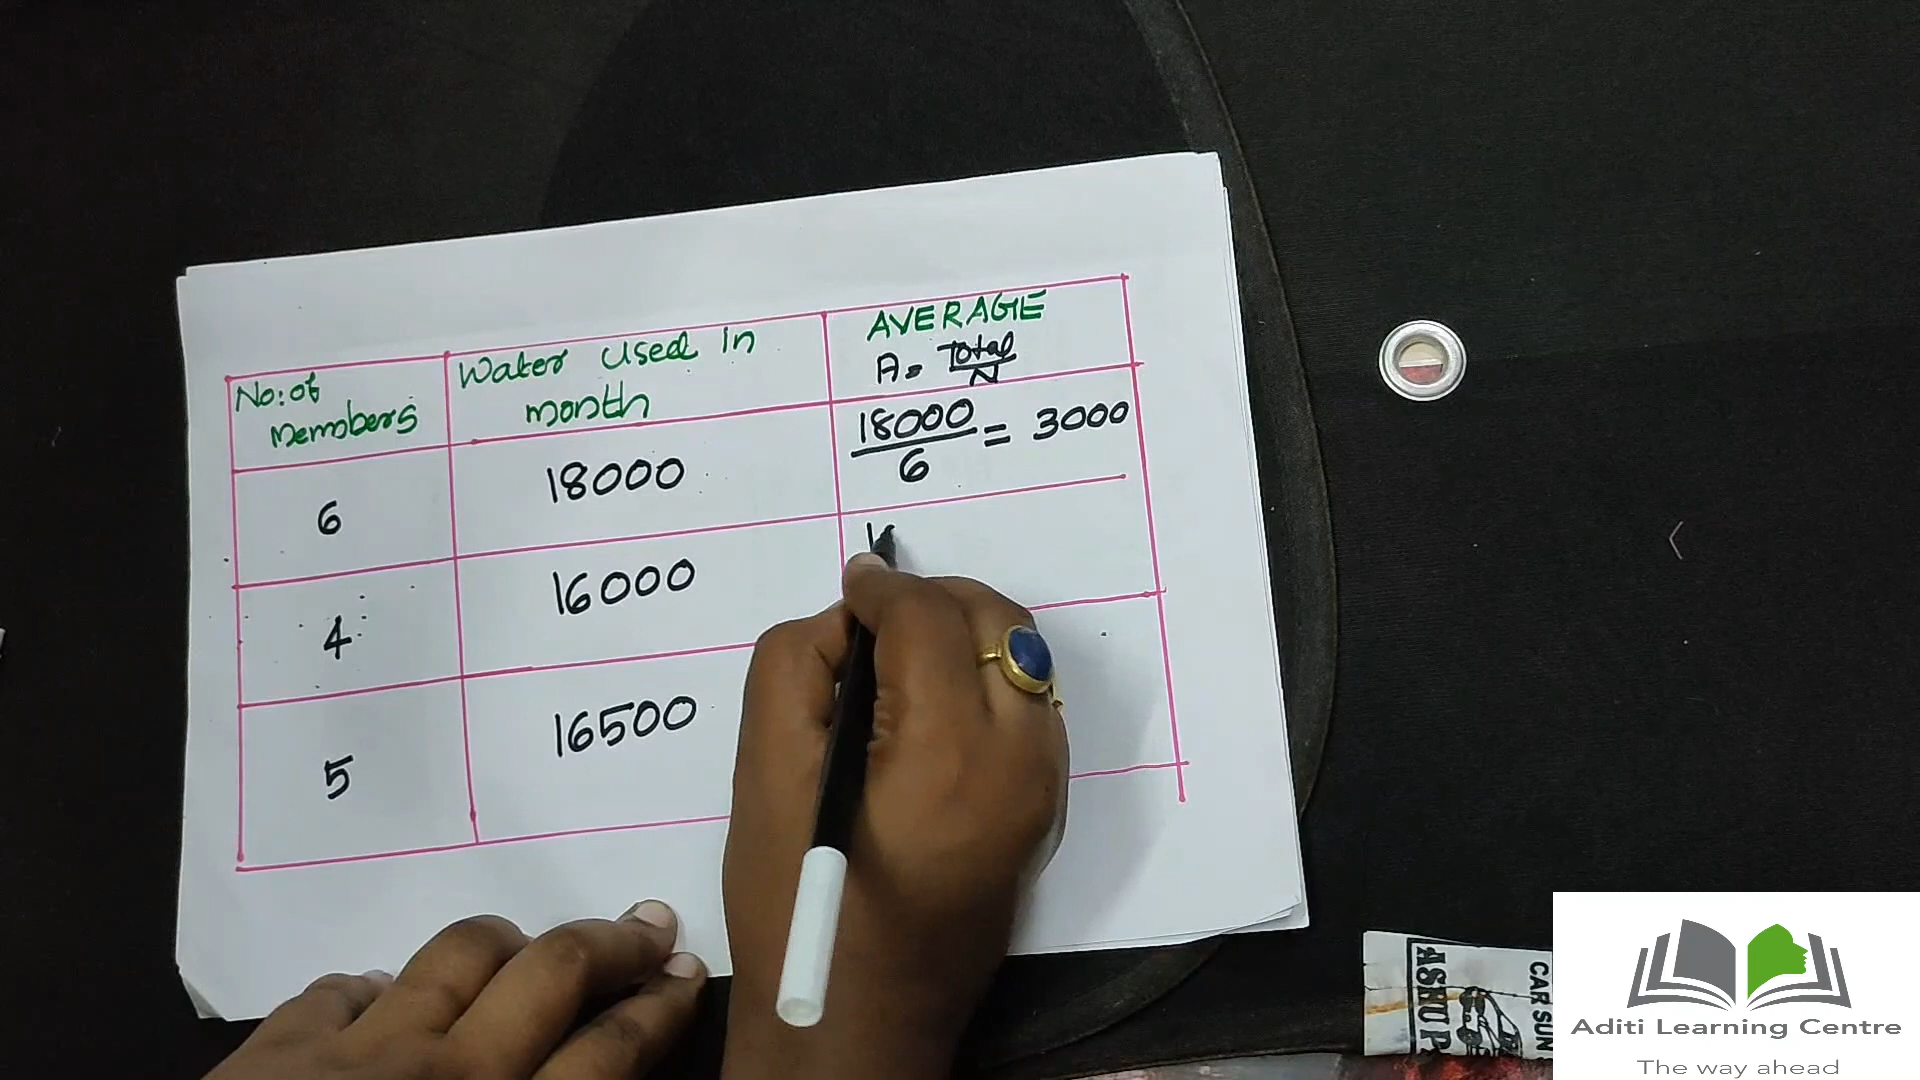 No: of Members
Water Used In month
AVERAGE
A = Total / N
6
18000
18000 / 6 = 3000
4
16000
5
16500
ASHU P
CAR SUN
Aditi Learning Centre
The way ahead